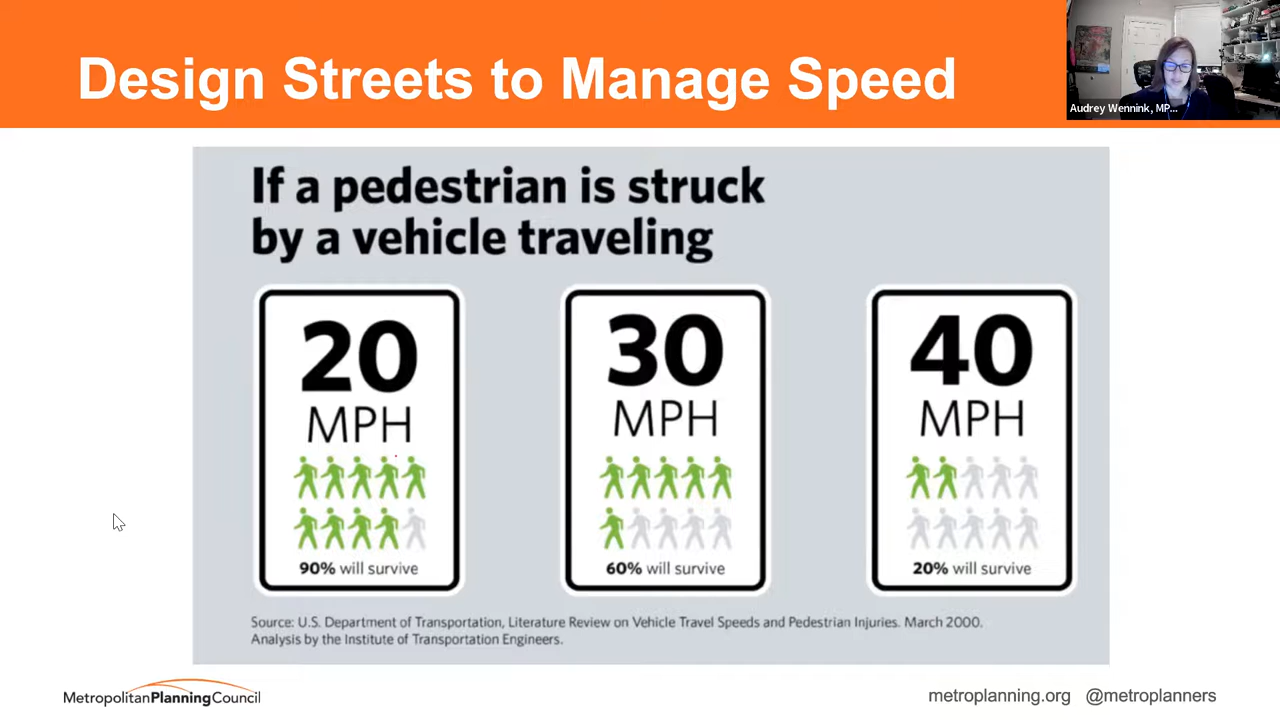 Design Streets to Manage Speed
Audrey Wennink, MP...
If a pedestrian is struck
by a vehicle traveling
20
MPH
90% will survive
30
MPH
60% will survive
40
MPH
20% will survive
Source: U.S. Department of Transportation, Literature Review on Vehicle Travel Speeds and Pedestrian Injuries. March 2000.
Analysis by the Institute of Transportation Engineers.
MetropolitanPlanningCouncil
metroplanning.org @metroplanners